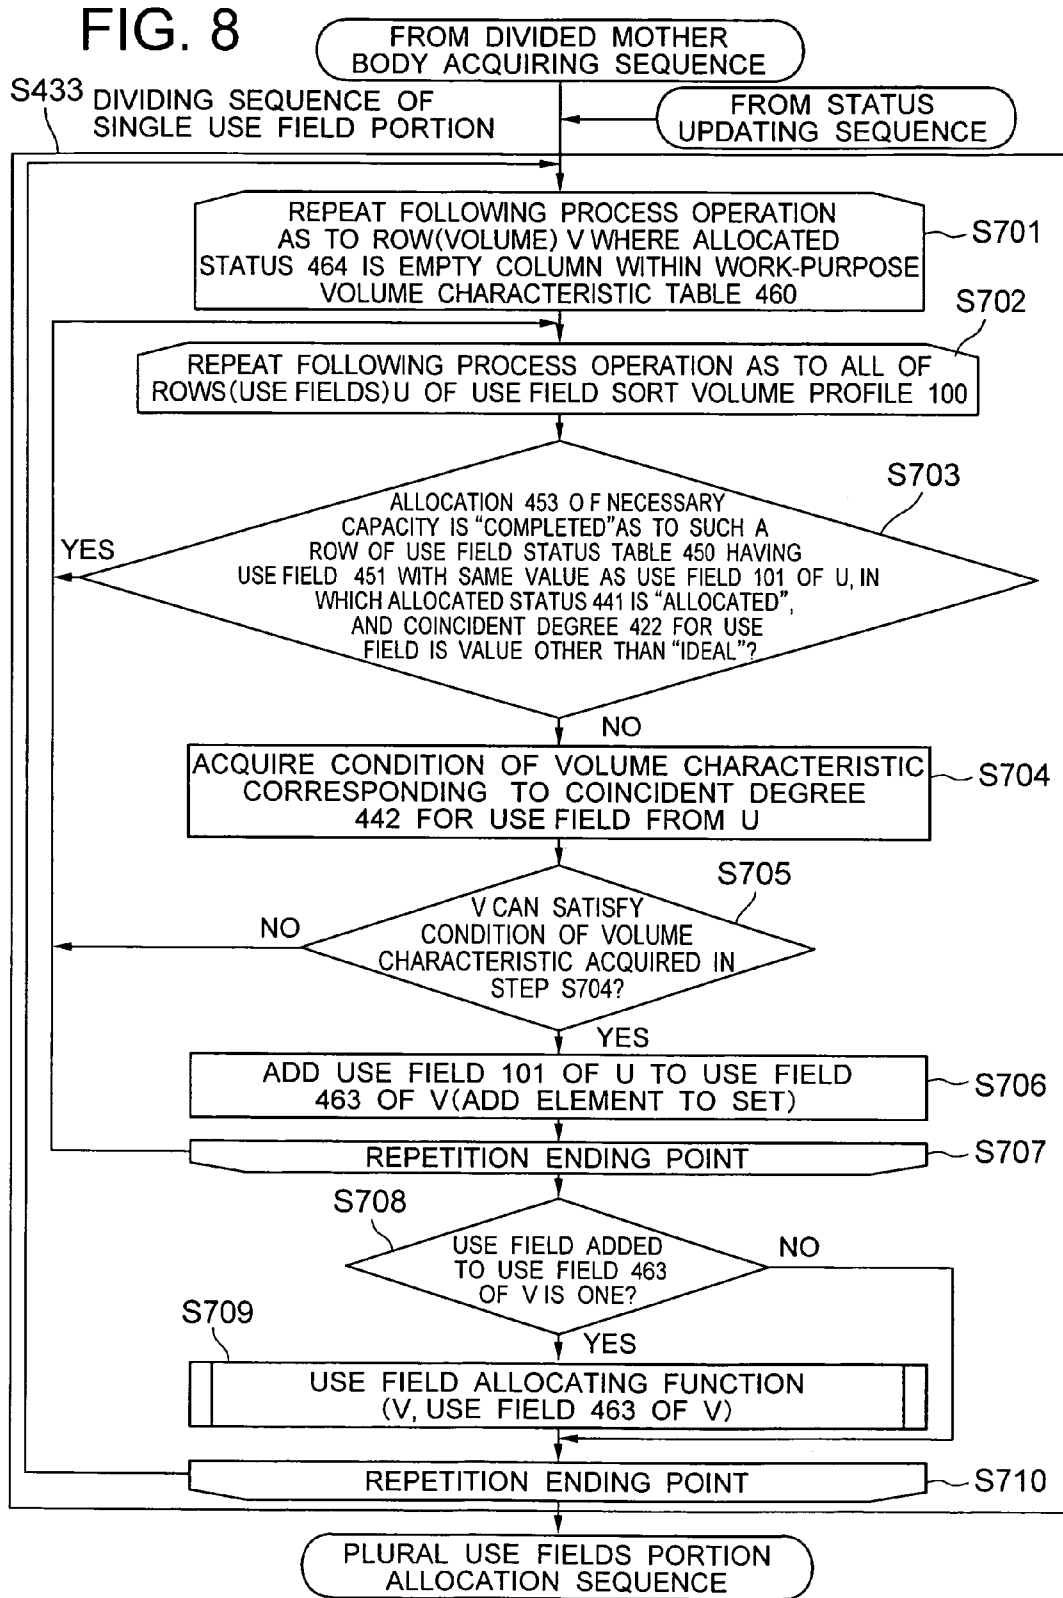 FIG. 8
FROM DIVIDED MOTHER
BODY ACQUIRING SEQUENCE
S433
DIVIDING SEQUENCE OF
SINGLE USE FIELD PORTION
FROM STATUS
UPDATING SEQUENCE
REPEAT FOLLOWING PROCESS OPERATION
AS TO ROW(VOLUME) V WHERE ALLOCATED
STATUS 464 IS EMPTY COLUMN WITHIN WORK-PURPOSE
VOLUME CHARACTERISTIC TABLE 460
S701
S702
REPEAT FOLLOWING PROCESS OPERATION AS TO ALL OF
ROWS(USE FIELDS)U OF USE FIELD SORT VOLUME PROFILE 100
S703
ALLOCATION 453 OF NECESSARY
CAPACITY IS "COMPLETED"AS TO SUCH A
ROW OF USE FIELD STATUS TABLE 450 HAVING
USE FIELD 451 WITH SAME VALUE AS USE FIELD 101 OF U, IN
WHICH ALLOCATED STATUS 441 IS "ALLOCATED",
AND COINCIDENT DEGREE 422 FOR USE
FIELD IS VALUE OTHER THAN "IDEAL"?
YES
NO
ACQUIRE CONDITION OF VOLUME CHARACTERISTIC
CORRESPONDING TO COINCIDENT DEGREE
442 FOR USE FIELD FROM U
S704
S705
V CAN SATISFY
CONDITION OF VOLUME
CHARACTERISTIC ACQUIRED IN
STEP S704?
NO
YES
ADD USE FIELD 101 OF U TO USE FIELD
463 OF V(ADD ELEMENT TO SET)
S706
REPETITION ENDING POINT
S707
S708
USE FIELD ADDED
TO USE FIELD 463
OF V IS ONE?
NO
YES
S709
USE FIELD ALLOCATING FUNCTION
(V, USE FIELD 463 OF V)
REPETITION ENDING POINT
S710
PLURAL USE FIELDS PORTION
ALLOCATION SEQUENCE